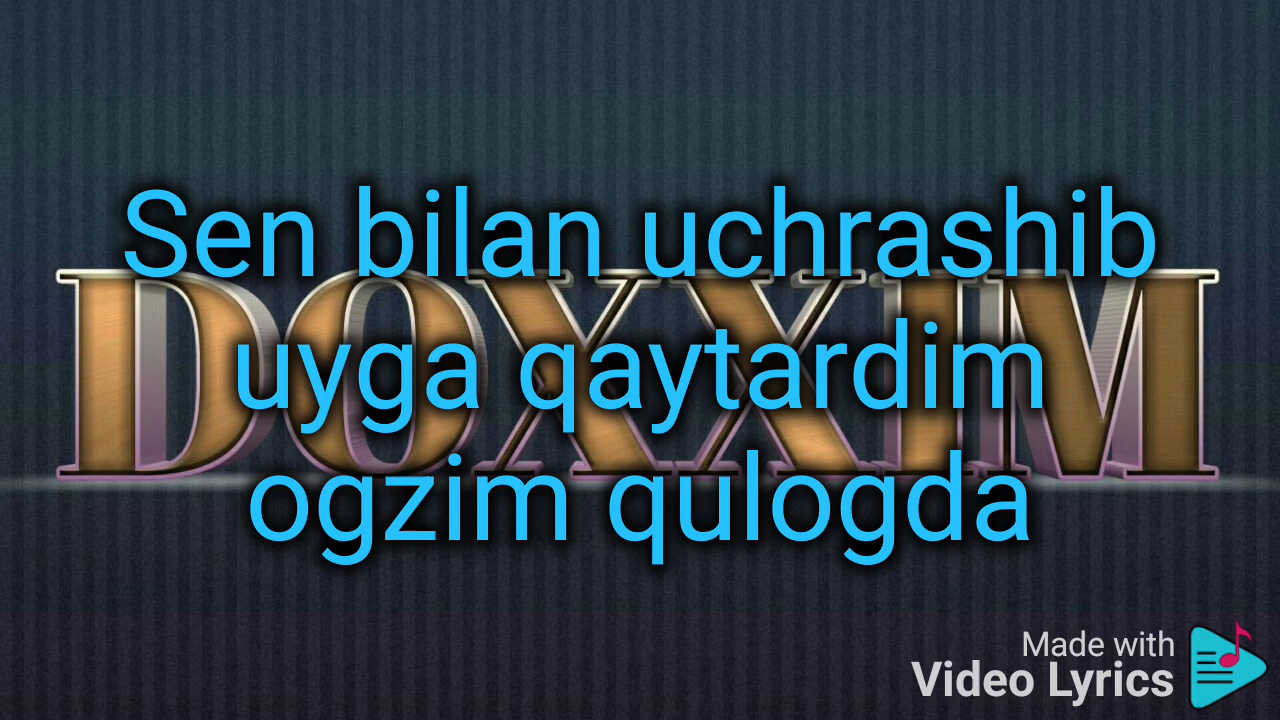 Sen bilan uchrashib
DOXXIM
uyga qaytardim
ogzim qulogda
Made with
Video Lyrics